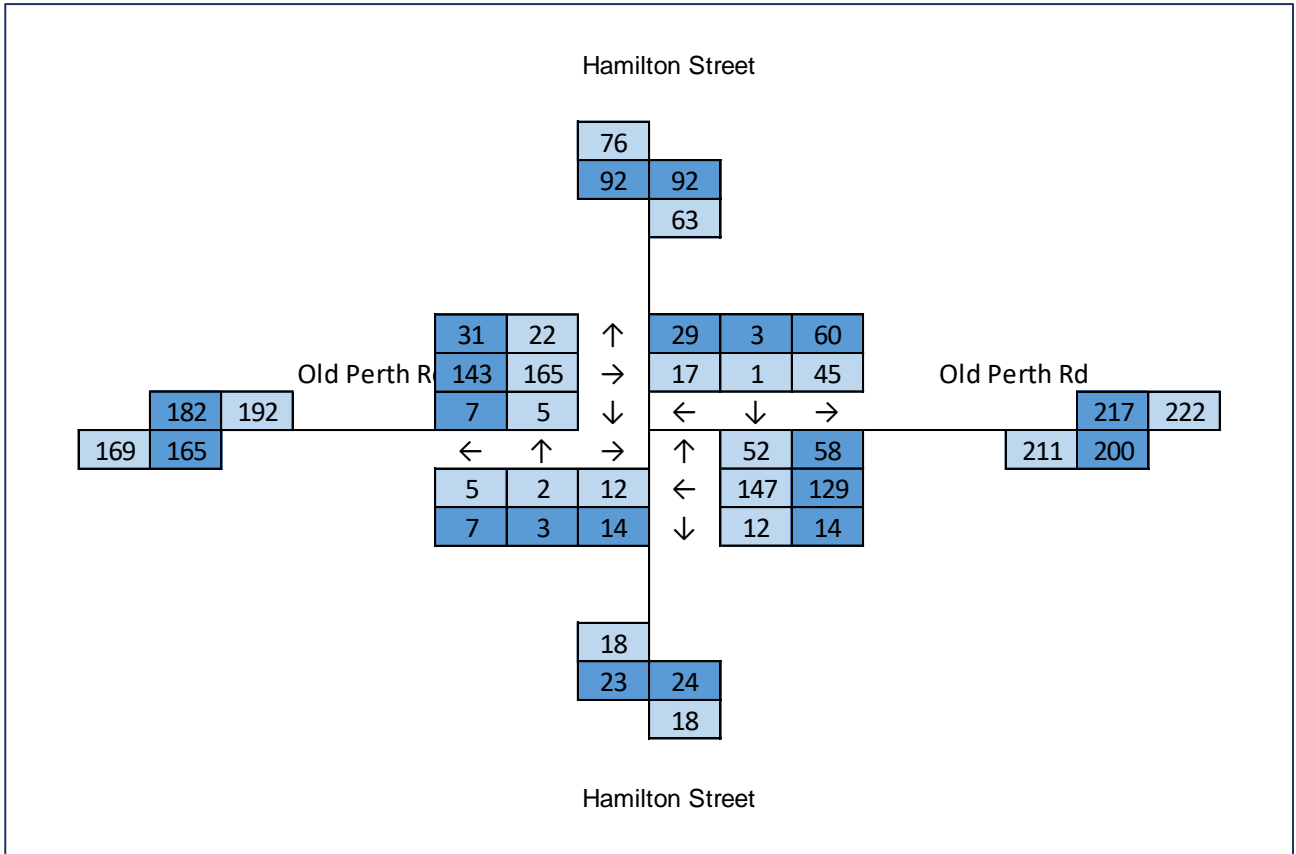 Hamilton Street
76
92 92
63
31 22 ↑ 29 3 60
Old Perth R 143 165 → 17 1 45 Old Perth Rd
182 192 7 5 ↓ ← ↓ → 217 222
169 165 ← ↑ → ↑ 52 58 211 200
5 2 12 ← 147 129
7 3 14 ↓ 12 14
18
23 24
18
Hamilton Street